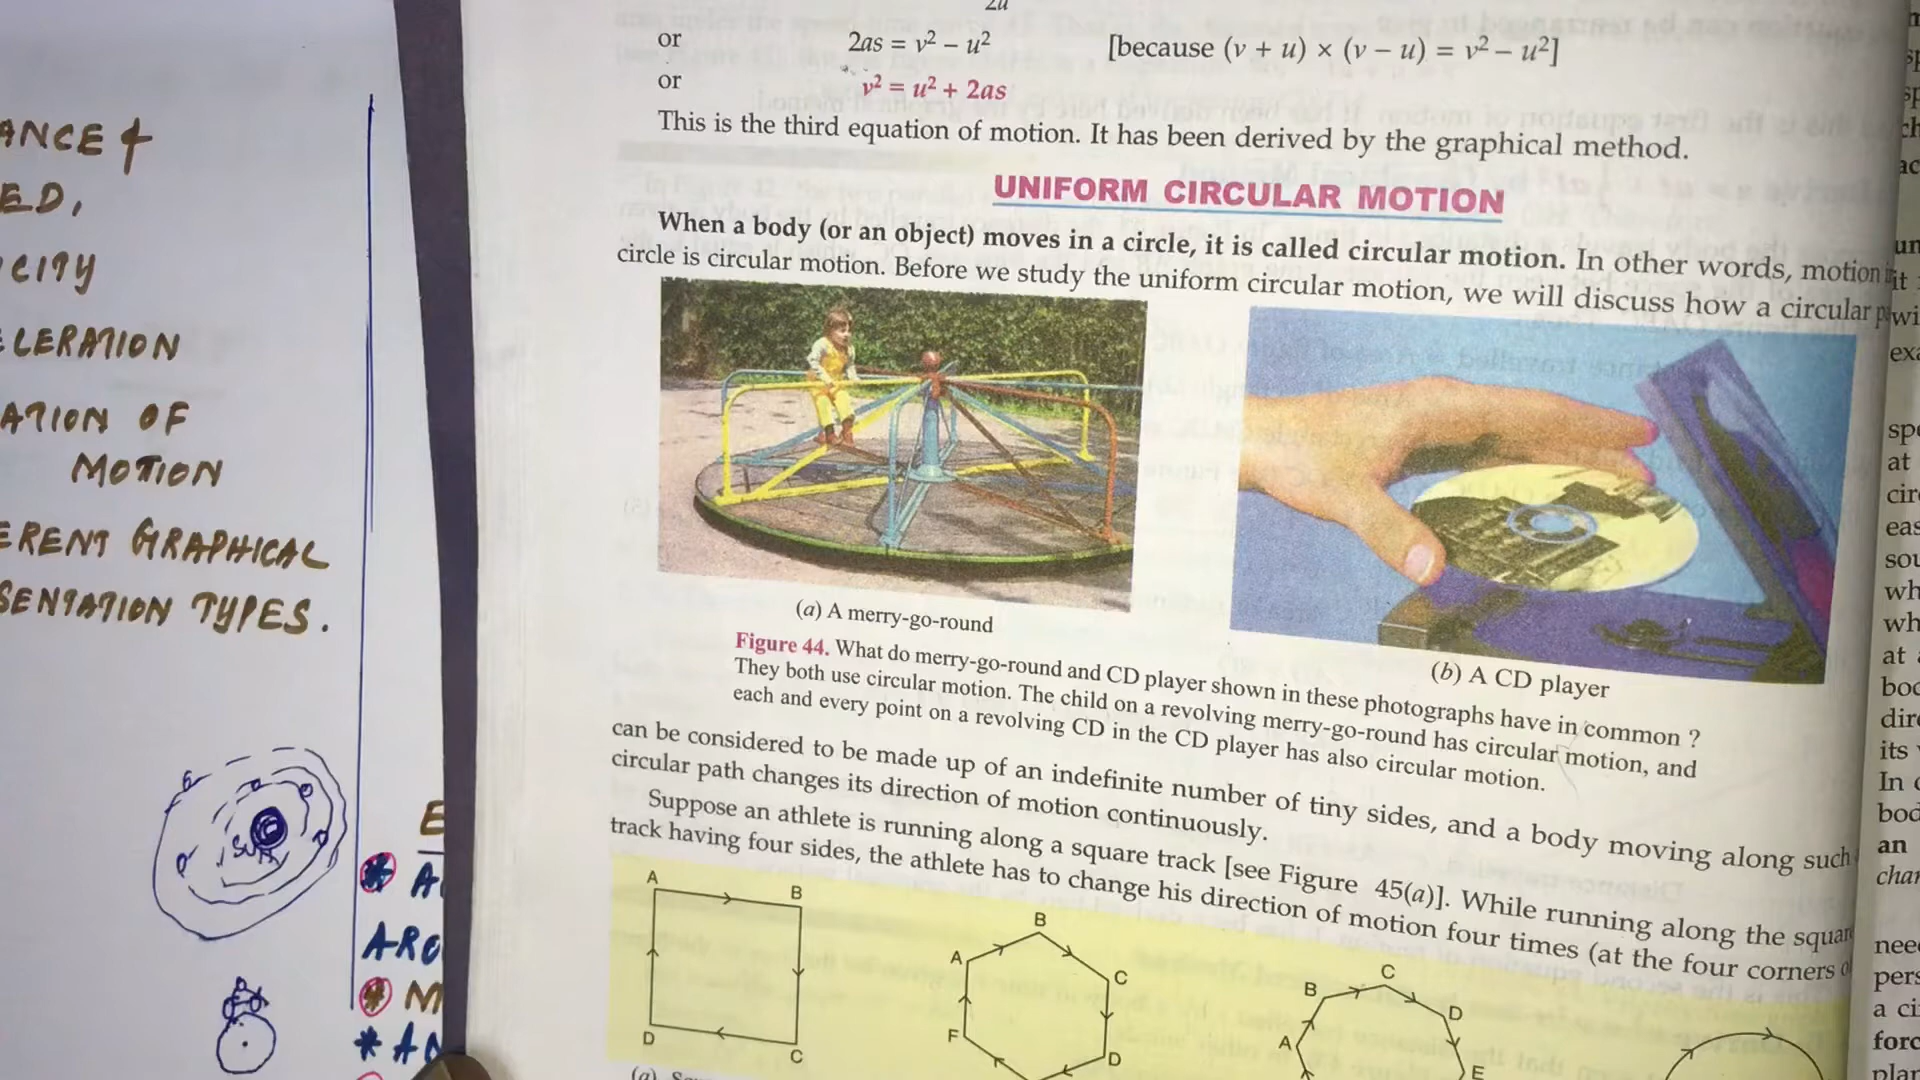 or 2as = v² – u² [because (v + u) × (v – u) = v² – u²]
or v² = u² + 2as
This is the third equation of motion. It has been derived by the graphical method.
UNIFORM CIRCULAR MOTION
When a body (or an object) moves in a circle, it is called circular motion. In other words, motion
circle is circular motion. Before we study the uniform circular motion, we will discuss how a circular
(a) A merry-go-round
(b) A CD player
Figure 44. What do merry-go-round and CD player shown in these photographs have in common ?
They both use circular motion. The child on a revolving merry-go-round has circular motion, and
each and every point on a revolving CD in the CD player has also circular motion.
can be considered to be made up of an indefinite number of tiny sides, and a body moving along such
circular path changes its direction of motion continuously.
Suppose an athlete is running along a square track [see Figure 45(a)]. While running along the
track having four sides, the athlete has to change his direction of motion four times (at the four corners
A B
D C
A B C D F
A B C D E
(a)
ANCE &
ED,
CITY
LERATION
ATION OF
MOTION
ERENT GRAPHICAL
SENTATION TYPES.
SUN
E
* A
ARO
* M
* AN
at
at
its
In
an
a